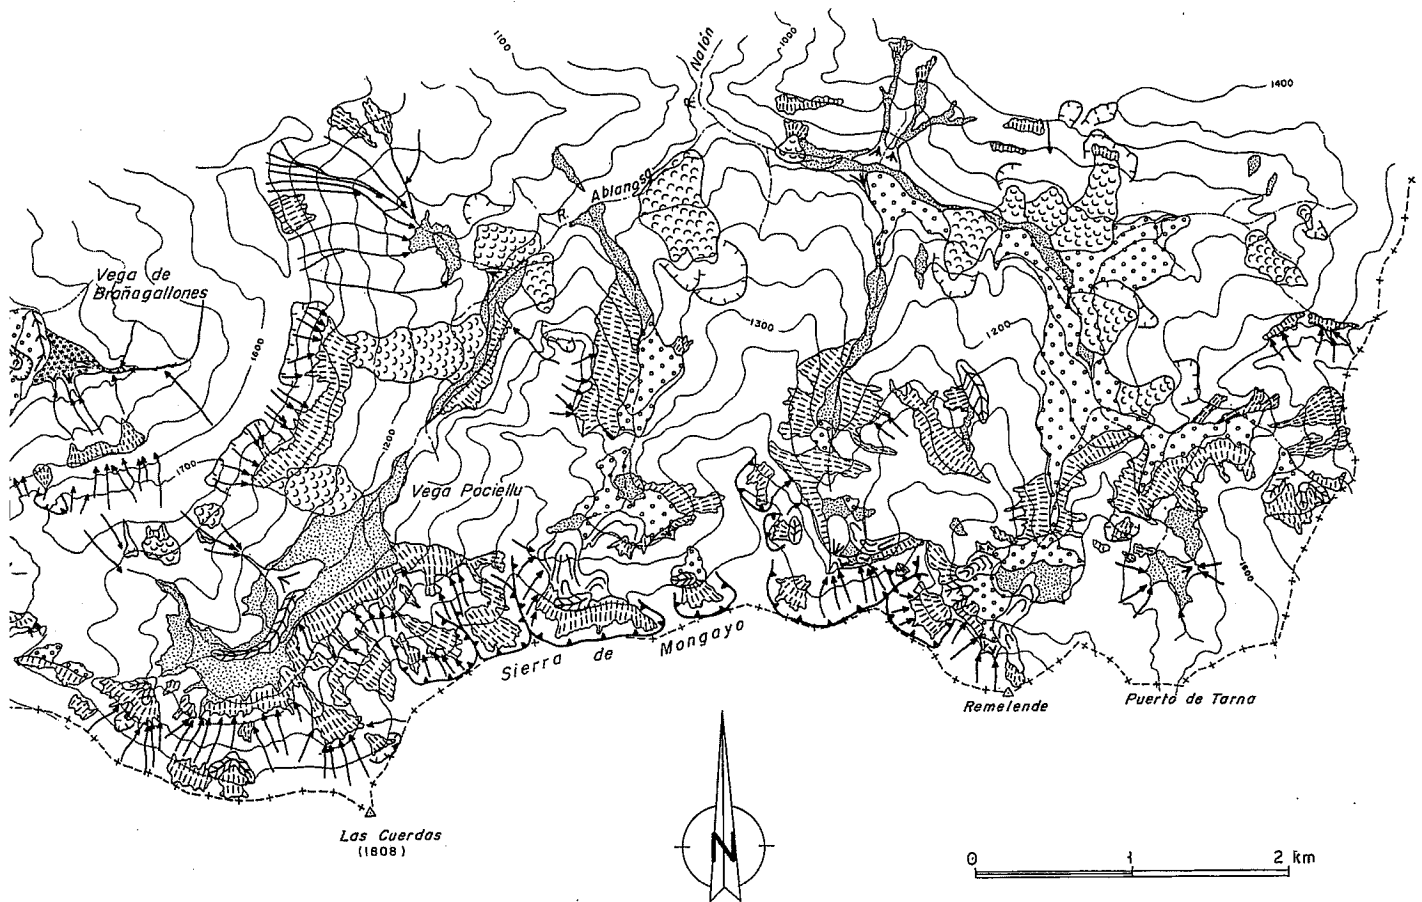 1100
R. Nalón
1000
1400
R. Ablanosa
Vega de
Brañagallones
1600
1300
1200
1200
1700
Vega Pociellu
1600
Sierra de Mongayo
Remelende
Puerto de Tarna
Las Cuerdas
(1808)
N
0 1 2 km